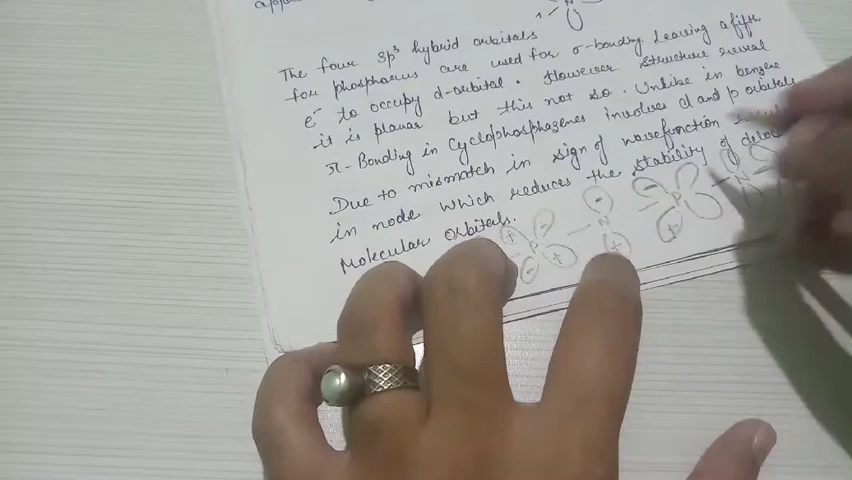 The four sp³ hybrid orbitals
for phosphorus are used for σ-bonding leaving a fifth
e⁻ to occupy d-orbital. However structure reveal
it is planar but this not so. Unlike in benzene
π-Bonding in Cyclophosphazenes involves d and p orbitals
Due to mismatch in sign of wavefunction
in node which reduces the stability of
Molecular orbitals.
+ - P - +
- N +
- P +
N